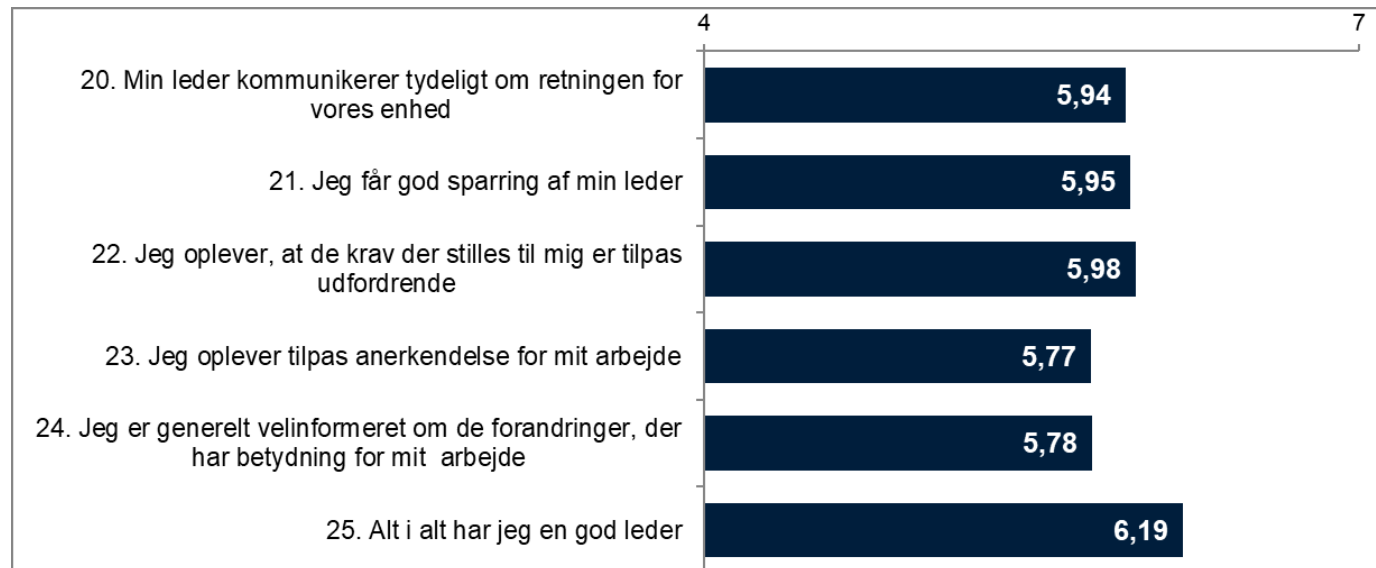 4 7
20. Min leder kommunikerer tydeligt om retningen for
vores enhed
5,94
21. Jeg får god sparring af min leder
5,95
22. Jeg oplever, at de krav der stilles til mig er tilpas
udfordrende
5,98
23. Jeg oplever tilpas anerkendelse for mit arbejde
5,77
24. Jeg er generelt velinformeret om de forandringer, der
har betydning for mit arbejde
5,78
25. Alt i alt har jeg en god leder
6,19